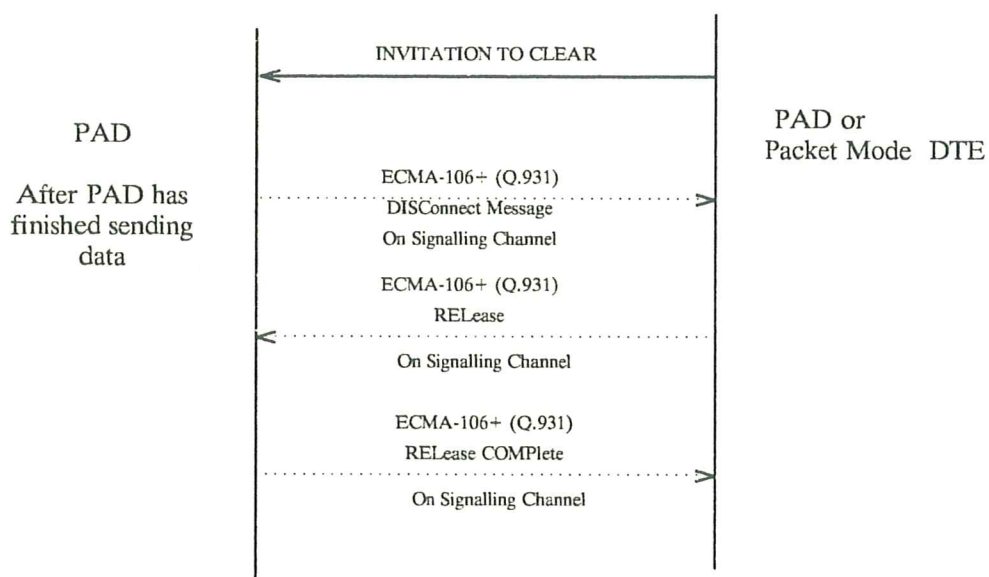 INVITATION TO CLEAR
PAD
PAD or
Packet Mode DTE
After PAD has
finished sending
data
ECMA-106+ (Q.931)
DISConnect Message
On Signalling Channel
ECMA-106+ (Q.931)
RELease
On Signalling Channel
ECMA-106+ (Q.931)
RELease COMPlete
On Signalling Channel